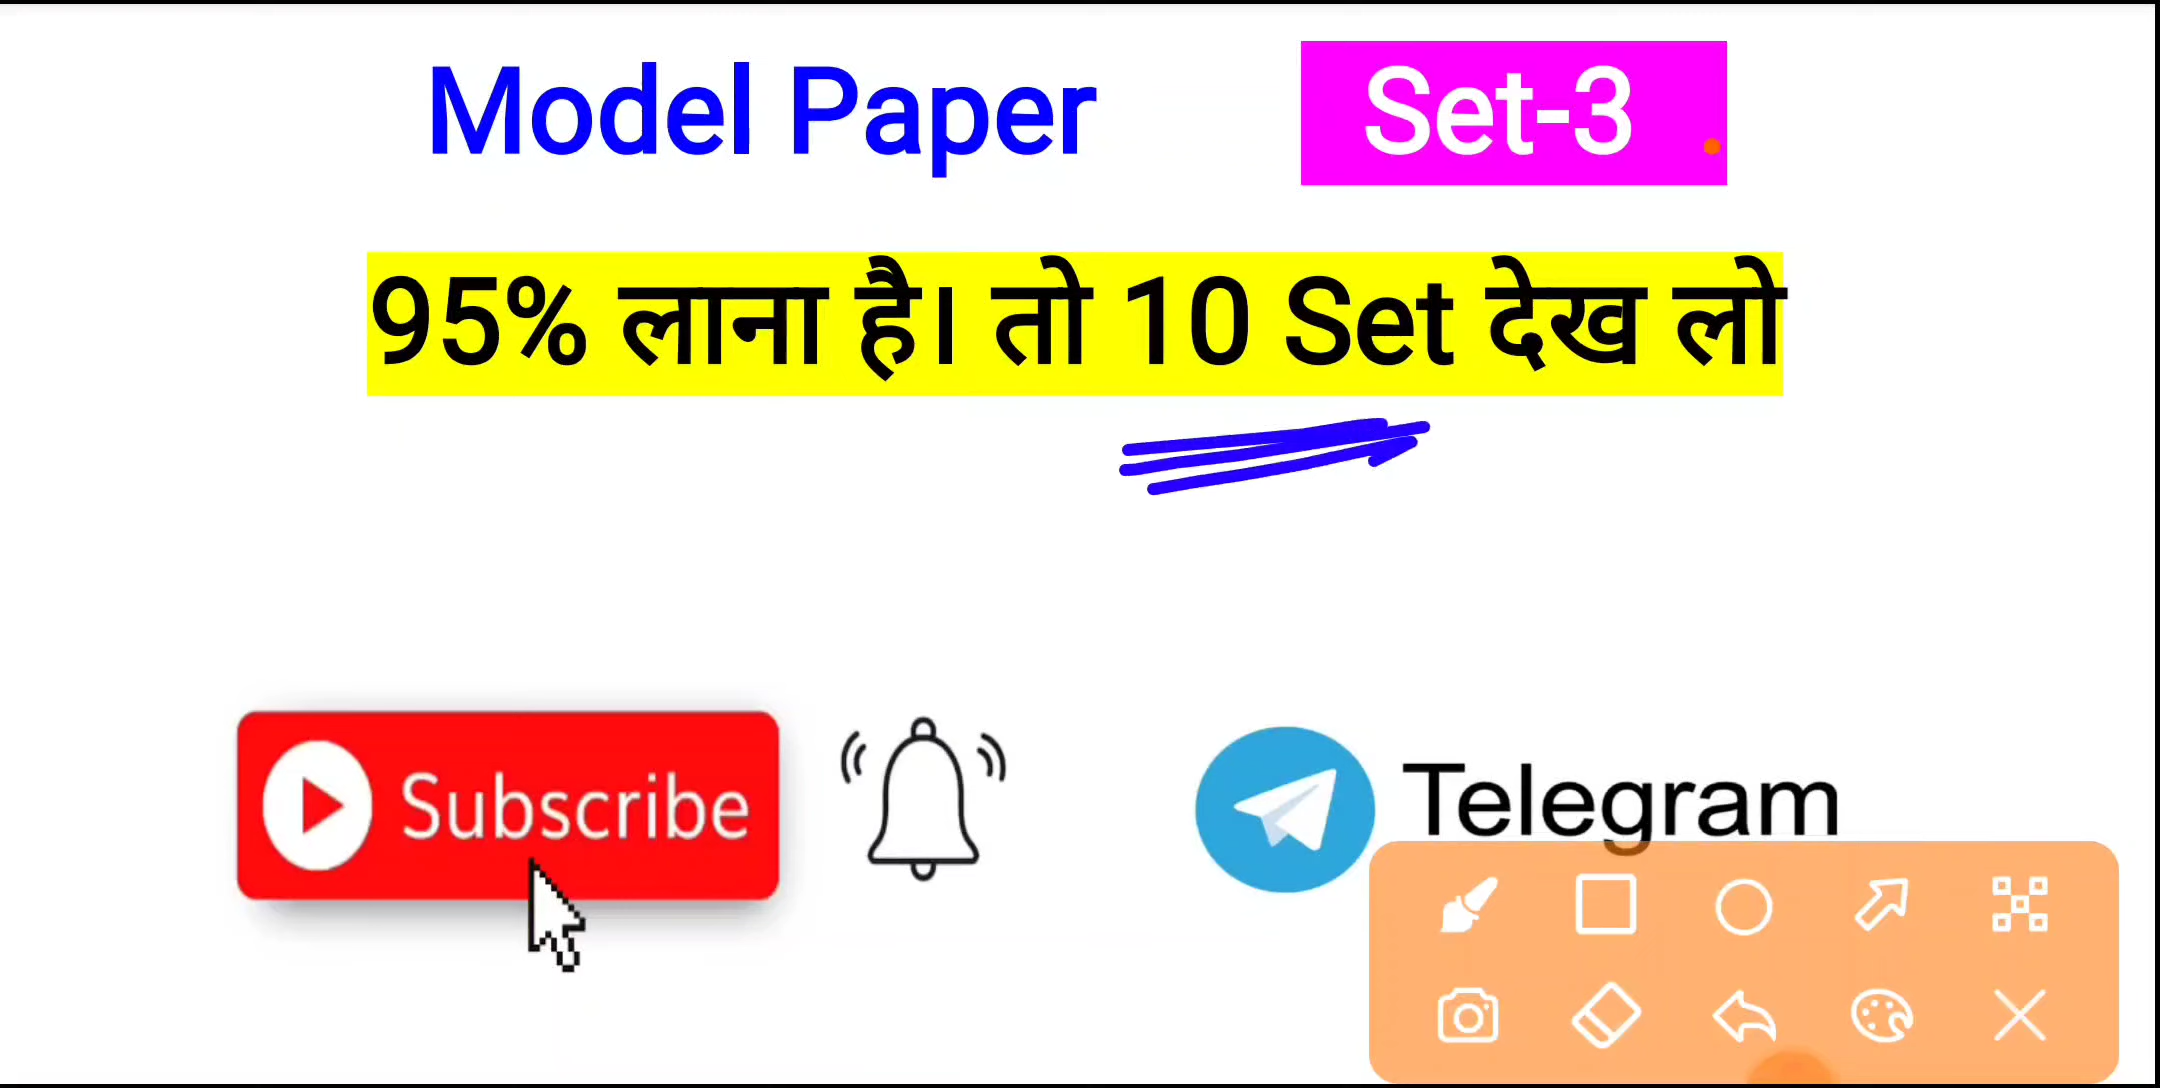 Model Paper Set-3
95% लाना है। तो 10 Set देख लो
Subscribe
Telegram